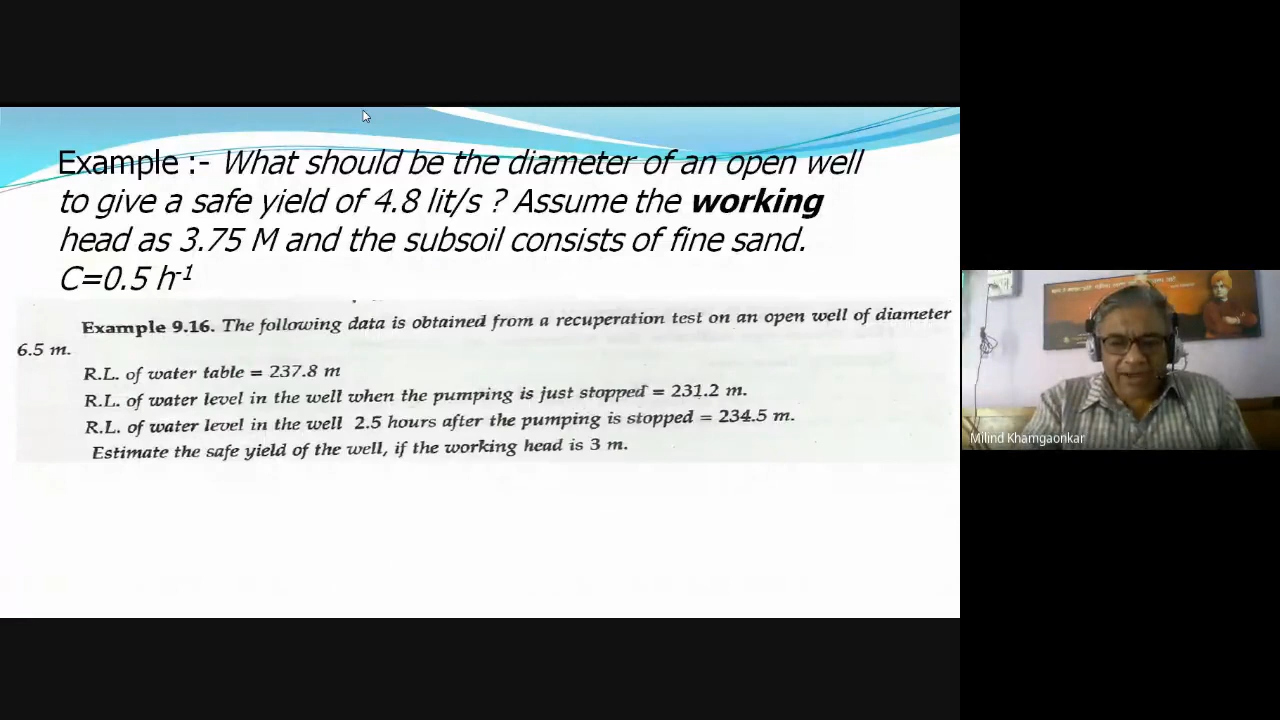 Example :- What should be the diameter of an open well
to give a safe yield of 4.8 lit/s ? Assume the working
head as 3.75 M and the subsoil consists of fine sand.
C=0.5 h-1
Example 9.16. The following data is obtained from a recuperation test on an open well of diameter
6.5 m.
R.L. of water table = 237.8 m
R.L. of water level in the well when the pumping is just stopped = 231.2 m.
R.L. of water level in the well 2.5 hours after the pumping is stopped = 234.5 m.
Estimate the safe yield of the well, if the working head is 3 m.
Milind Khamgaonkar